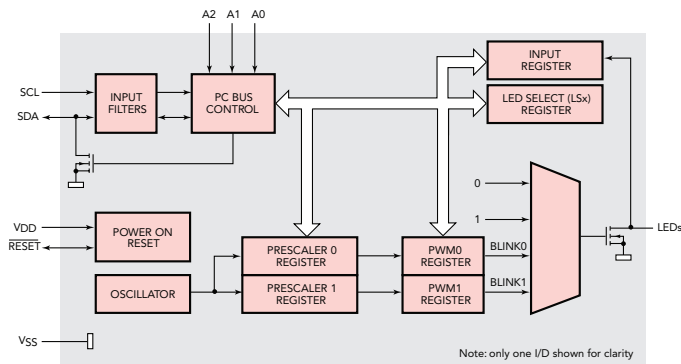 A2 A1 A0
SCL
SDA
INPUT
FILTERS
PC BUS
CONTROL
INPUT
REGISTER
LED SELECT (LSx)
REGISTER
0
1
VDD
RESET
POWER ON
RESET
LEDs
PRESCALER 0
REGISTER
PWM0
REGISTER
BLINK0
OSCILLATOR
PRESCALER 1
REGISTER
PWM1
REGISTER
BLINK1
VSS
Note: only one I/D shown for clarity